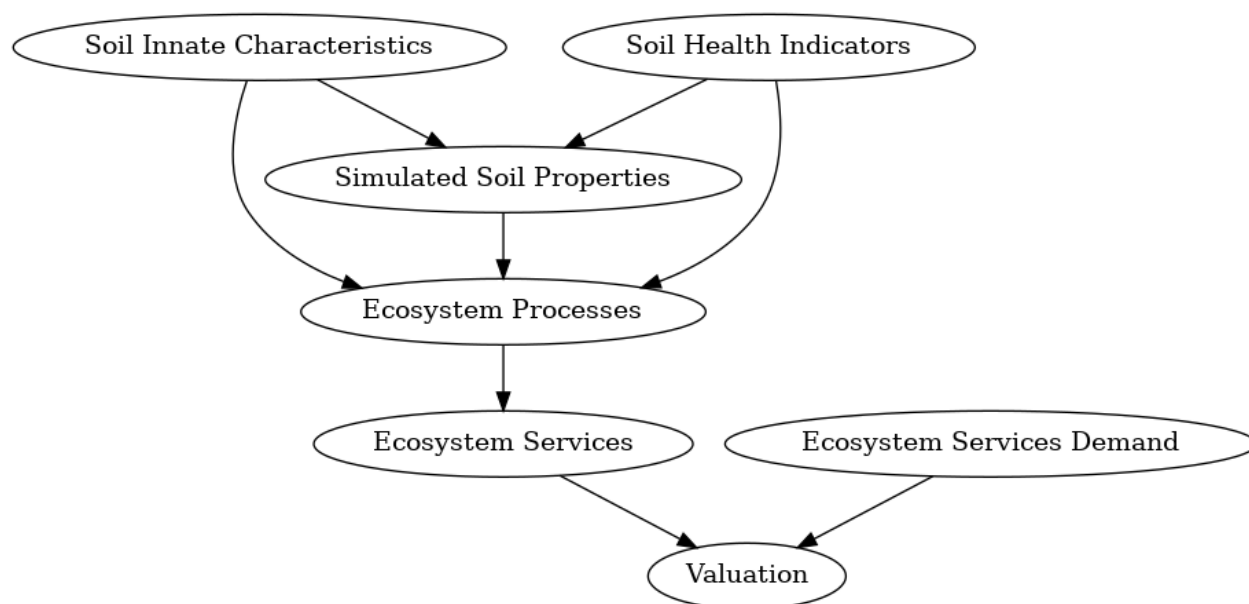 Soil Innate Characteristics
Soil Health Indicators
Simulated Soil Properties
Ecosystem Processes
Ecosystem Services
Ecosystem Services Demand
Valuation